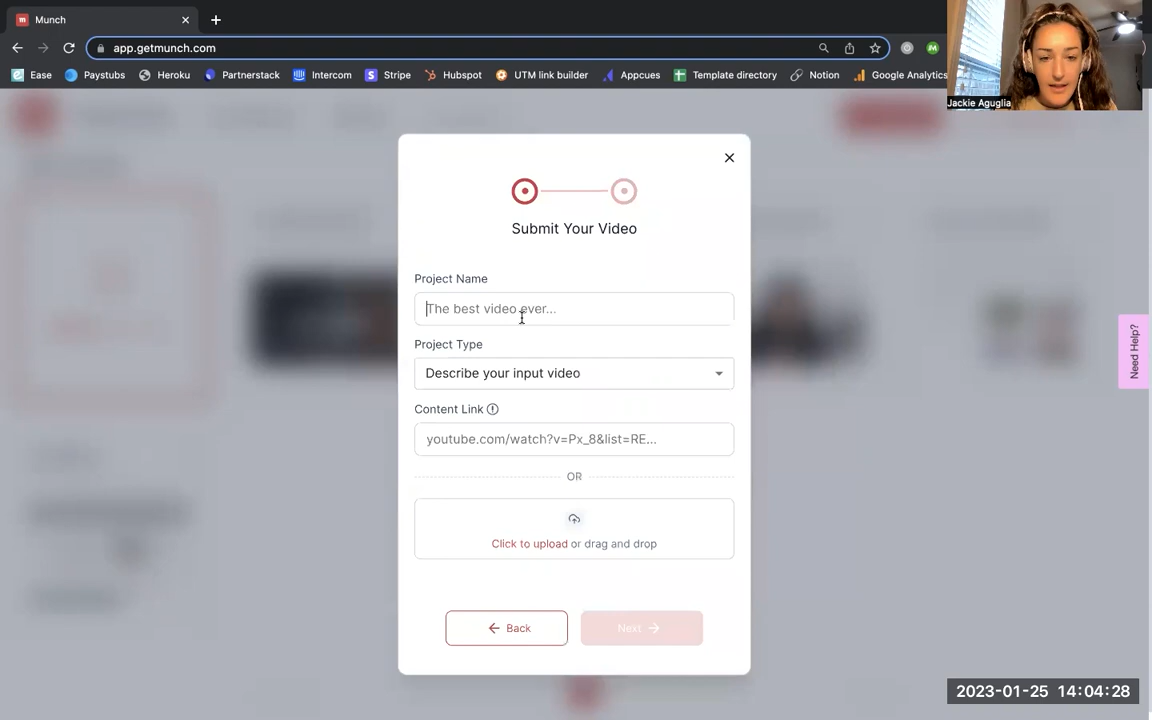 Munch
app.getmunch.com
Ease
Paystubs
Heroku
Partnerstack
Intercom
Stripe
Hubspot
UTM link builder
Appcues
Template directory
Notion
Google Analytics
Jackie Aguglia
Submit Your Video
Project Name
The best video ever...
Project Type
Describe your input video
Content Link
youtube.com/watch?v=Px_8&list=RE...
OR
Click to upload or drag and drop
Back
Next
Need Help?
2023-01-25 14:04:28